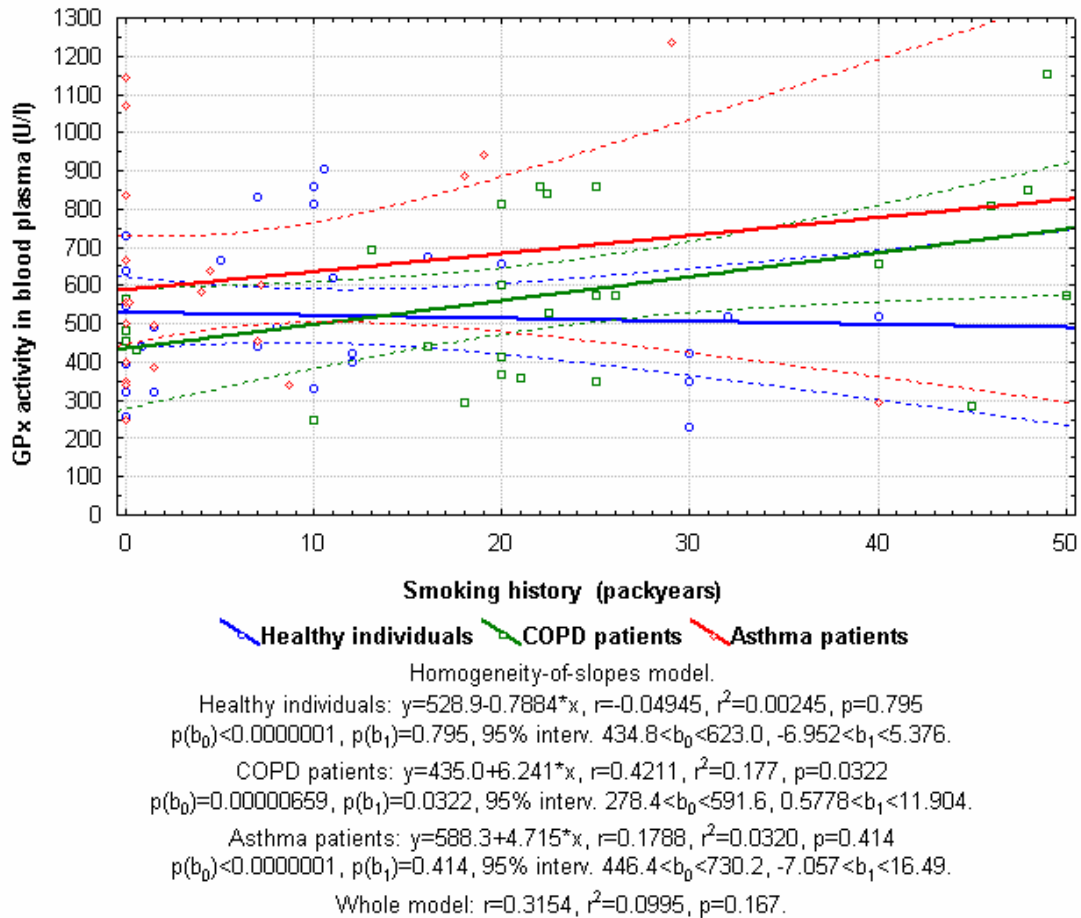 GPx activity in blood plasma (U/l)
1300
1200
1100
1000
900
800
700
600
500
400
300
200
100
0
0 10 20 30 40 50
Smoking history (packyears)
Healthy individuals COPD patients Asthma patients
Homogeneity-of-slopes model.
Healthy individuals: y=528.9-0.7884*x, r=-0.04945, r²=0.00245, p=0.795
p(b₀)<0.0000001, p(b₁)=0.795, 95% interv. 434.8<b₀<623.0, -6.952<b₁<5.376.
COPD patients: y=435.0+6.241*x, r=0.4211, r²=0.177, p=0.0322
p(b₀)=0.00000659, p(b₁)=0.0322, 95% interv. 278.4<b₀<591.6, 0.5778<b₁<11.904.
Asthma patients: y=588.3+4.715*x, r=0.1788, r²=0.0320, p=0.414
p(b₀)<0.0000001, p(b₁)=0.414, 95% interv. 446.4<b₀<730.2, -7.057<b₁<16.49.
Whole model: r=0.3154, r²=0.0995, p=0.167.